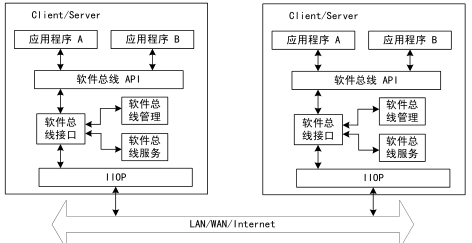 Client/Server
应用程序 A
应用程序 B
软件总线 API
软件总
线接口
软件总
线管理
软件总
线服务
IIOP
Client/Server
应用程序 A
应用程序 B
软件总线 API
软件总
线接口
软件总
线管理
软件总
线服务
IIOP
LAN/WAN/Internet